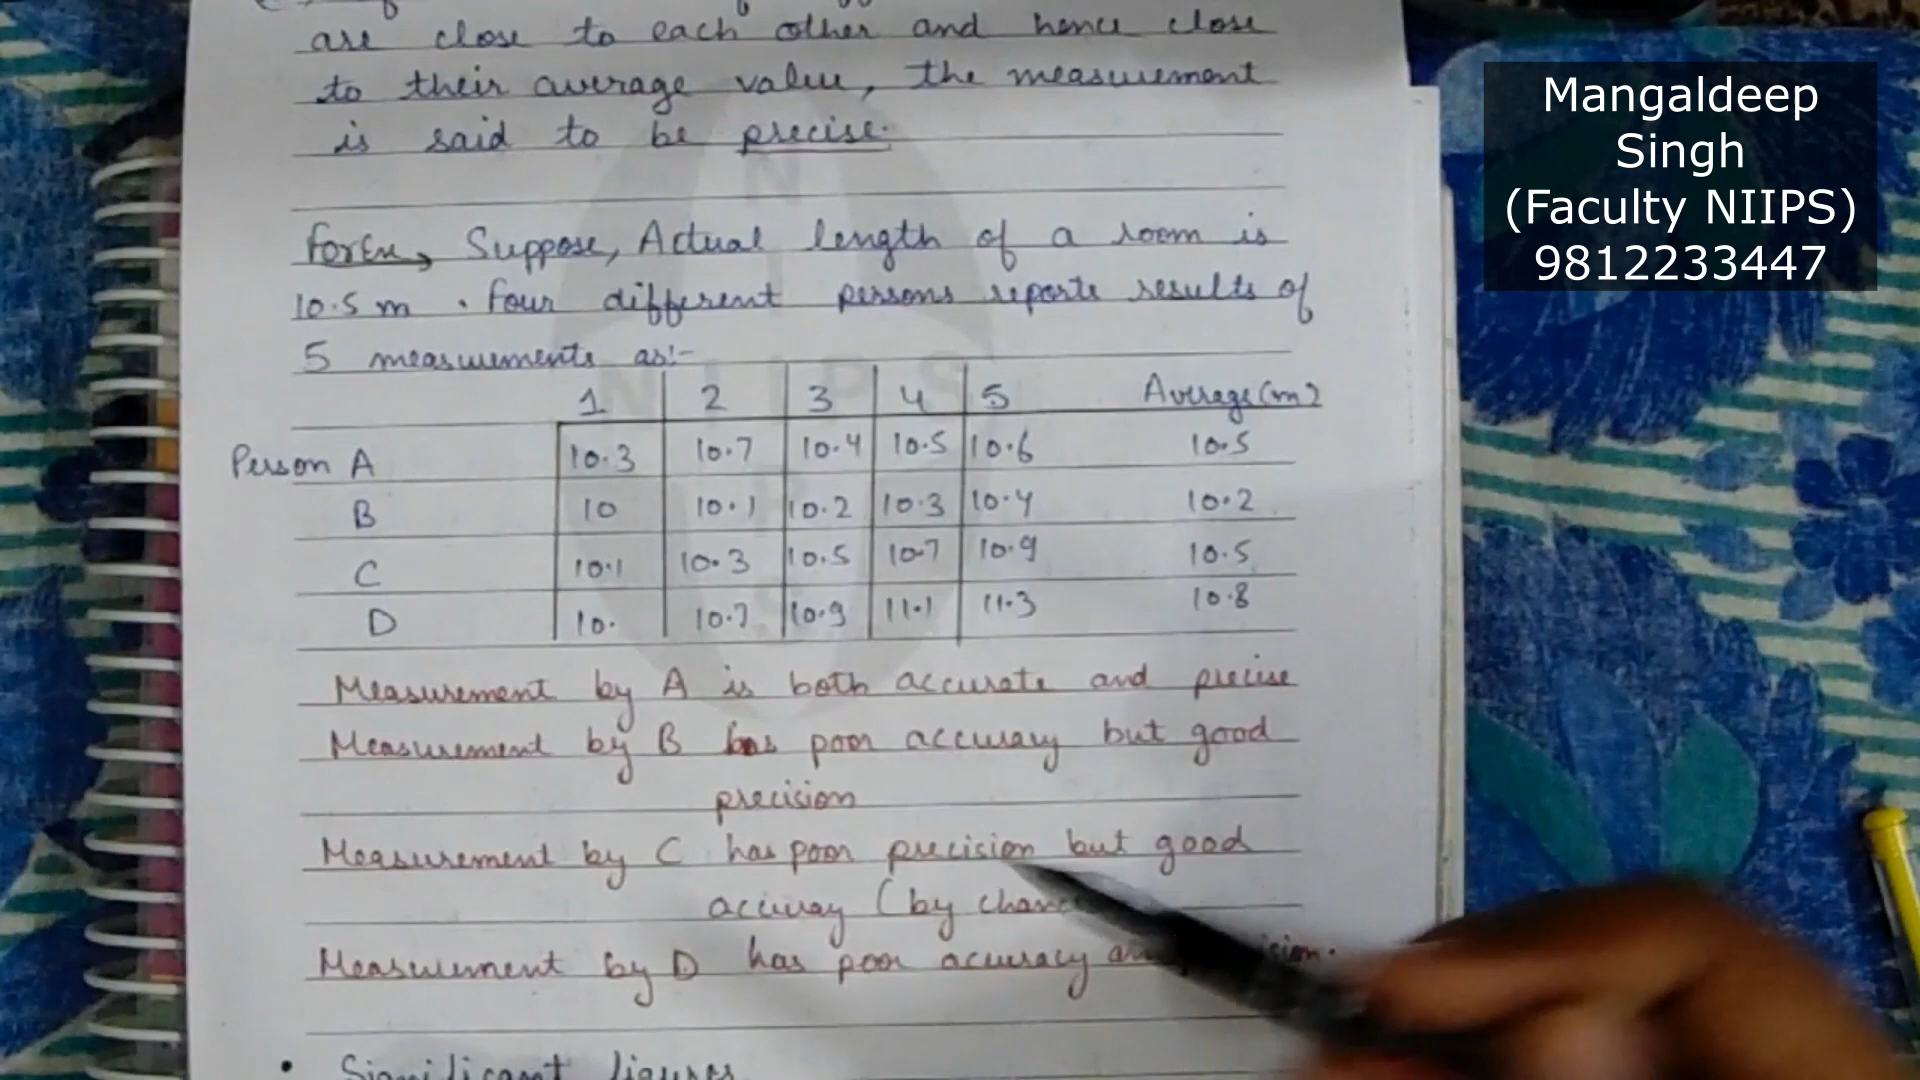 are close to each other and hence close
to their average value, the measurement
is said to be precise.
For Ex → Suppose, Actual length of a room is
10.5 m . Four different persons reports results of
5 measurements as:-
1 2 3 4 5 Average (m)
Person A 10.3 10.7 10.4 10.5 10.6 10.5
B 10 10.1 10.2 10.3 10.4 10.2
C 10.1 10.3 10.5 10.7 10.9 10.5
D 10. 10.7 10.9 11.1 11.3 10.8
Measurement by A is both accurate and precise
Measurement by B has poor accuracy but good
precision
Measurement by C has poor precision but good
accuracy (by
Measurement by D has poor accuracy
• Significant figures
Mangaldeep
Singh
(Faculty NIIPS)
9812233447
NIIPS